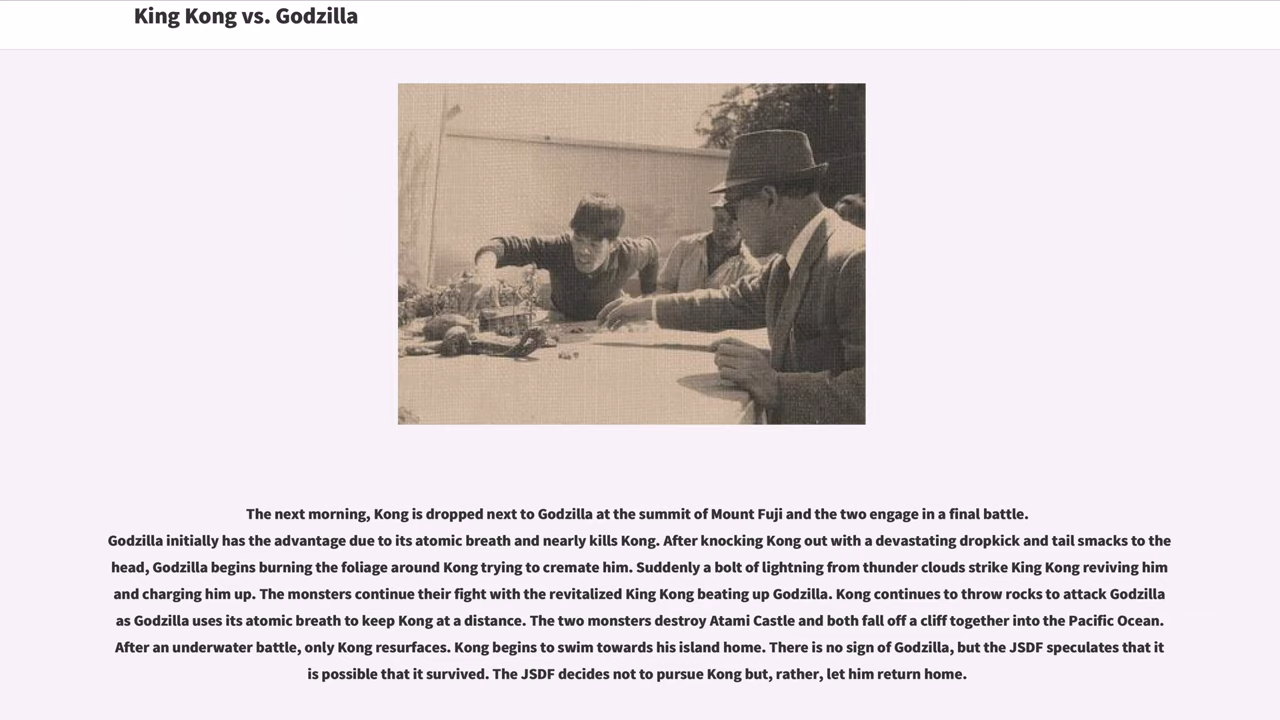 King Kong vs. Godzilla
The next morning, Kong is dropped next to Godzilla at the summit of Mount Fuji and the two engage in a final battle.
Godzilla initially has the advantage due to its atomic breath and nearly kills Kong. After knocking Kong out with a devastating dropkick and tail smacks to the
head, Godzilla begins burning the foliage around Kong trying to cremate him. Suddenly a bolt of lightning from thunder clouds strike King Kong reviving him
and charging him up. The monsters continue their fight with the revitalized King Kong beating up Godzilla. Kong continues to throw rocks to attack Godzilla
as Godzilla uses its atomic breath to keep Kong at a distance. The two monsters destroy Atami Castle and both fall off a cliff together into the Pacific Ocean.
After an underwater battle, only Kong resurfaces. Kong begins to swim towards his island home. There is no sign of Godzilla, but the JSDF speculates that it
is possible that it survived. The JSDF decides not to pursue Kong but, rather, let him return home.